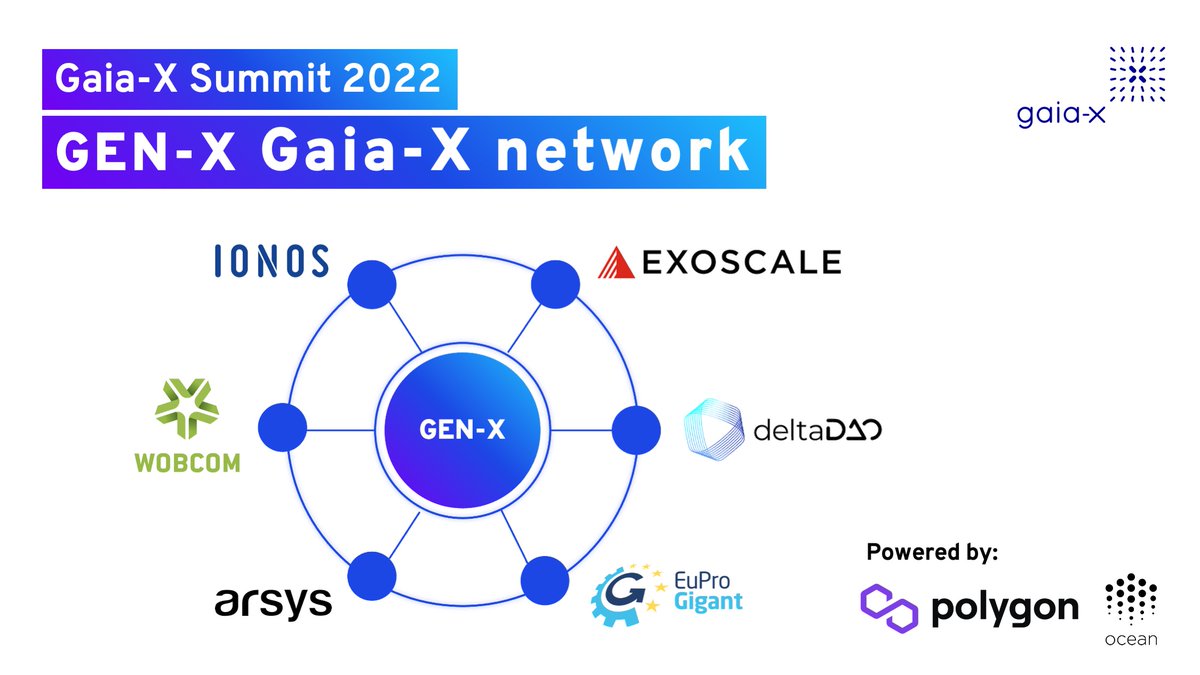 Gaia-X Summit 2022
GEN-X Gaia-X network
gaia-x
IONOS
EXOSCALE
WOBCOM
GEN-X
deltaDAO
arsys
EuPro
Gigant
Powered by:
polygon
ocean